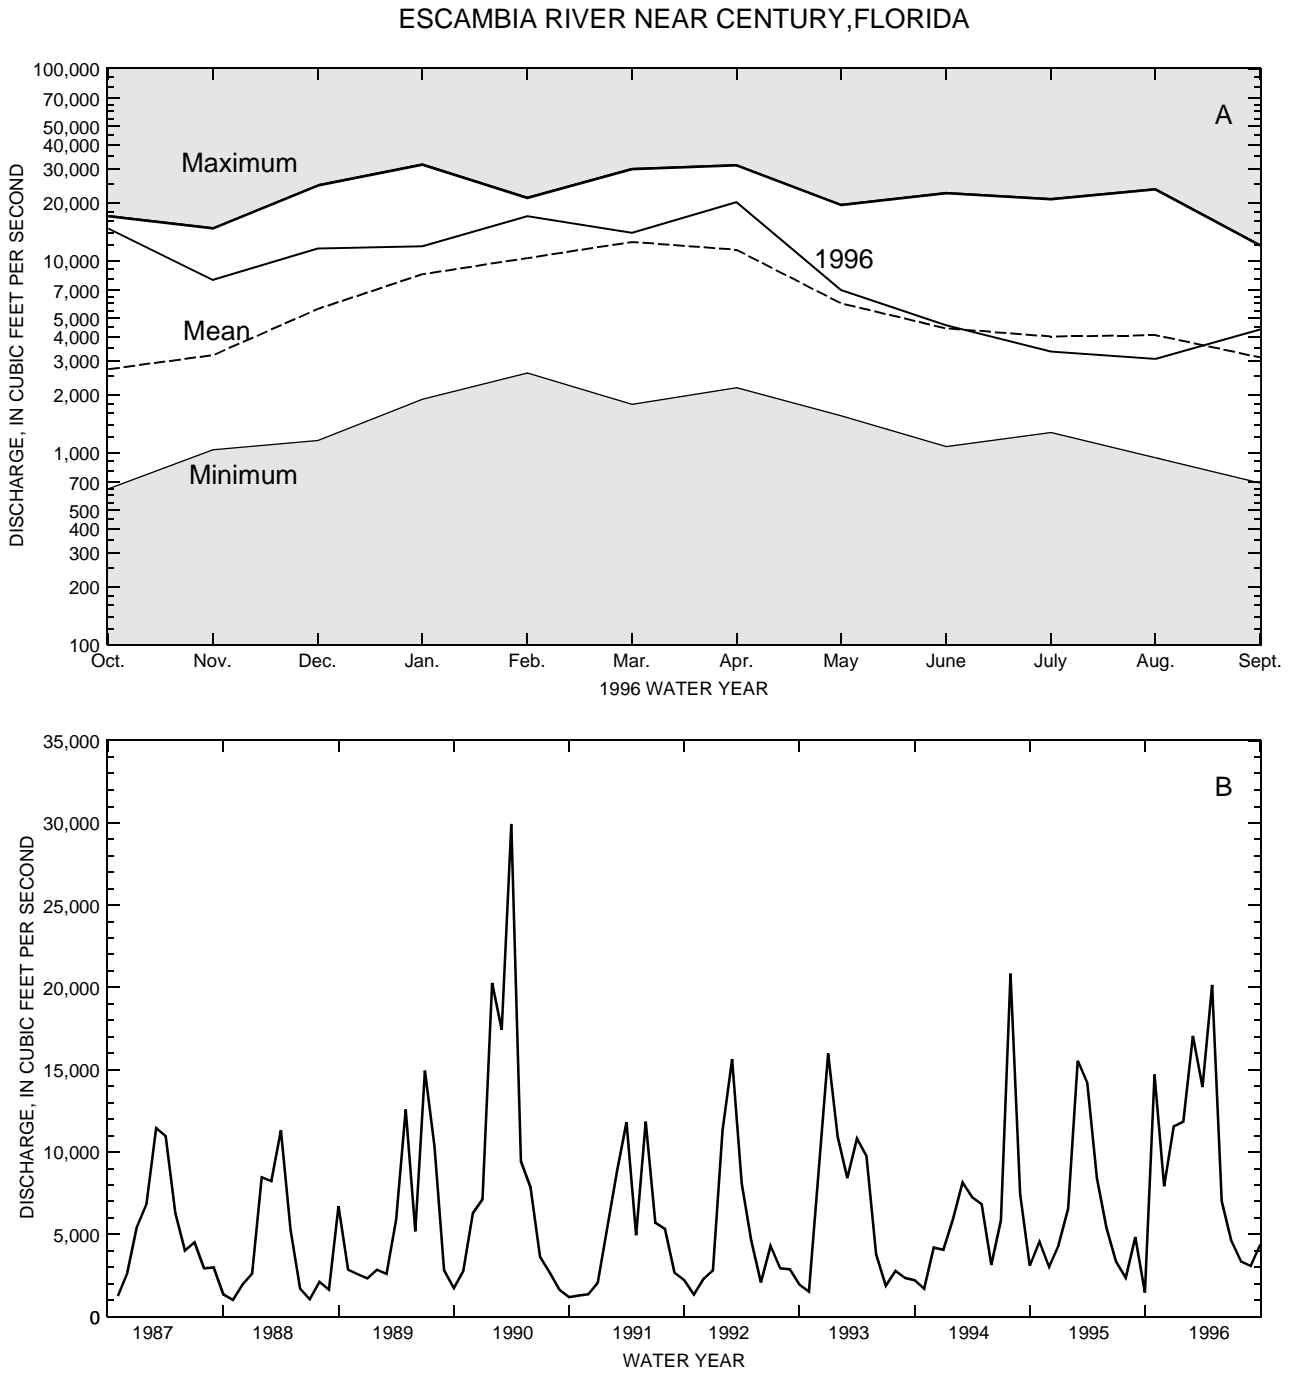 ESCAMBIA RIVER NEAR CENTURY,FLORIDA
100,000
70,000
50,000
40,000
30,000
20,000
10,000
7,000
5,000
4,000
3,000
2,000
1,000
700
500
400
300
200
100
DISCHARGE, IN CUBIC FEET PER SECOND
A
Maximum
1996
Mean
Minimum
Oct. Nov. Dec. Jan. Feb. Mar. Apr. May June July Aug. Sept.
1996 WATER YEAR
35,000
30,000
25,000
20,000
15,000
10,000
5,000
0
DISCHARGE, IN CUBIC FEET PER SECOND
B
1987 1988 1989 1990 1991 1992 1993 1994 1995 1996
WATER YEAR